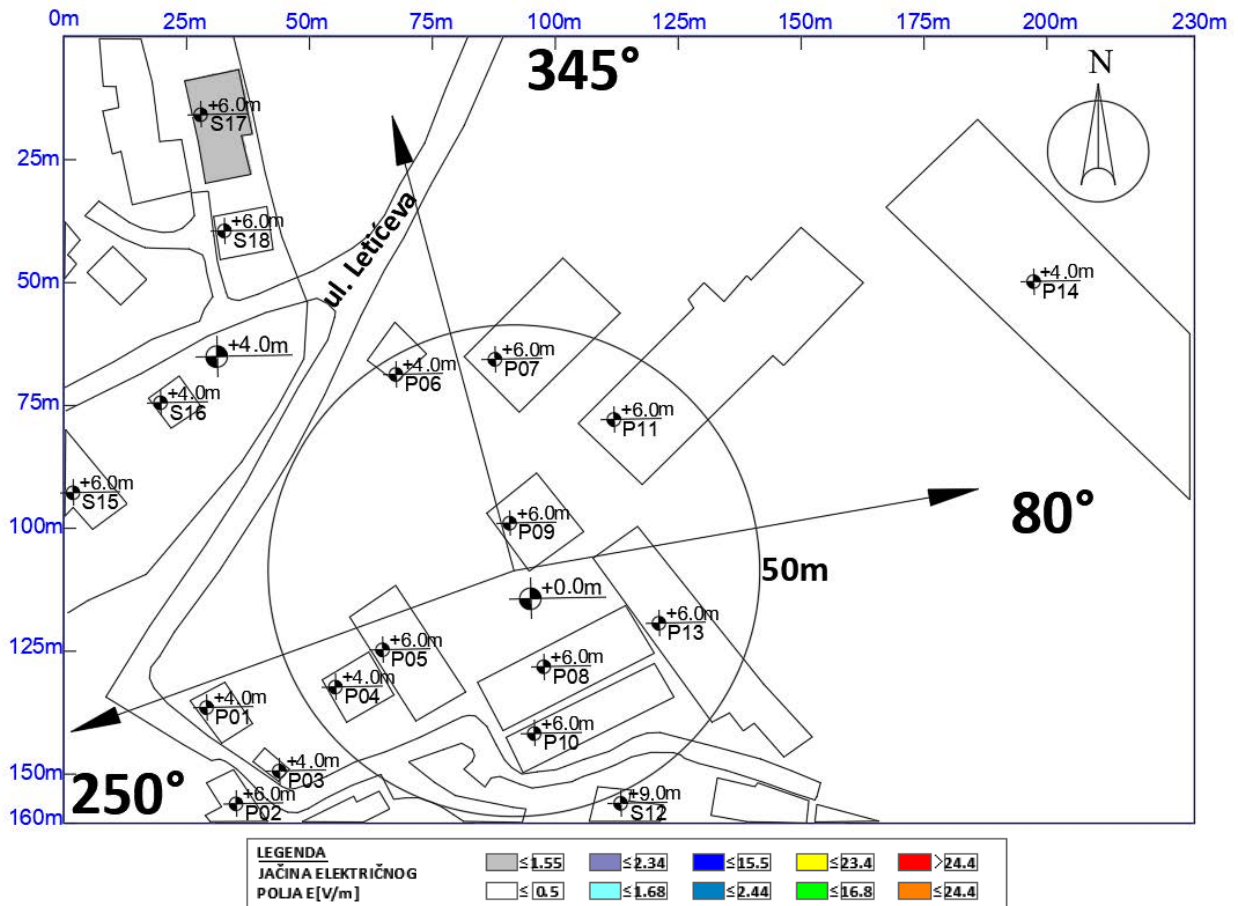 0m 25m 50m 75m 100m 125m 150m 175m 200m 230m
345°
N
+6.0m
S17
25m
+6.0m
S18
ul. Letićeva
50m
+4.0m
P14
+4.0m
+4.0m
P06
+6.0m
P07
75m
+4.0m
S16
+6.0m
P11
+6.0m
S15
80°
100m
+6.0m
P09
50m
+0.0m
+6.0m
P13
125m
+6.0m
P05
+6.0m
P08
+4.0m
P04
+4.0m
P01
+6.0m
P10
150m
+4.0m
P03
250°
+6.0m
P02
+9.0m
S12
160m
LEGENDA
JAČINA ELEKTRIČNOG
POLJA E[V/m]
≤1.55 ≤2.34 ≤15.5 ≤23.4 >24.4
≤ 0.5 ≤1.68 ≤2.44 ≤16.8 ≤24.4